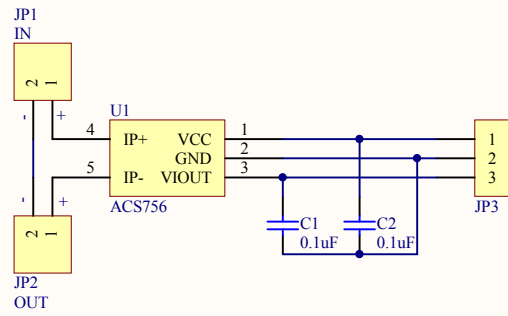 JP1
IN
2 1
- +
U1
4 IP+ VCC 1 1
GND 2 2
5 IP- VIOUT 3 3
ACS756
JP3
- +
2 1
JP2
OUT
C1
0.1uF
C2
0.1uF